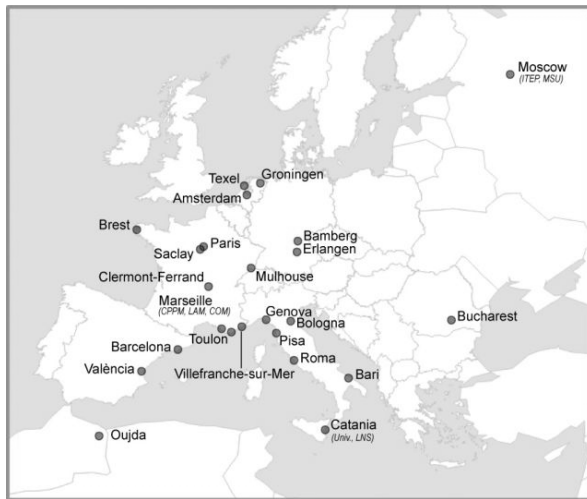 Moscow
(ITEP, MSU)
Groningen
Texel
Amsterdam
Brest
Paris
Saclay
Bamberg
Erlangen
Clermont-Ferrand
Mulhouse
Marseille
(CPPM, LAM, COM)
Genova
Bologna
Bucharest
Toulon
Pisa
Barcelona
Roma
València
Villefranche-sur-Mer
Bari
Oujda
Catania
(Univ., LNS)